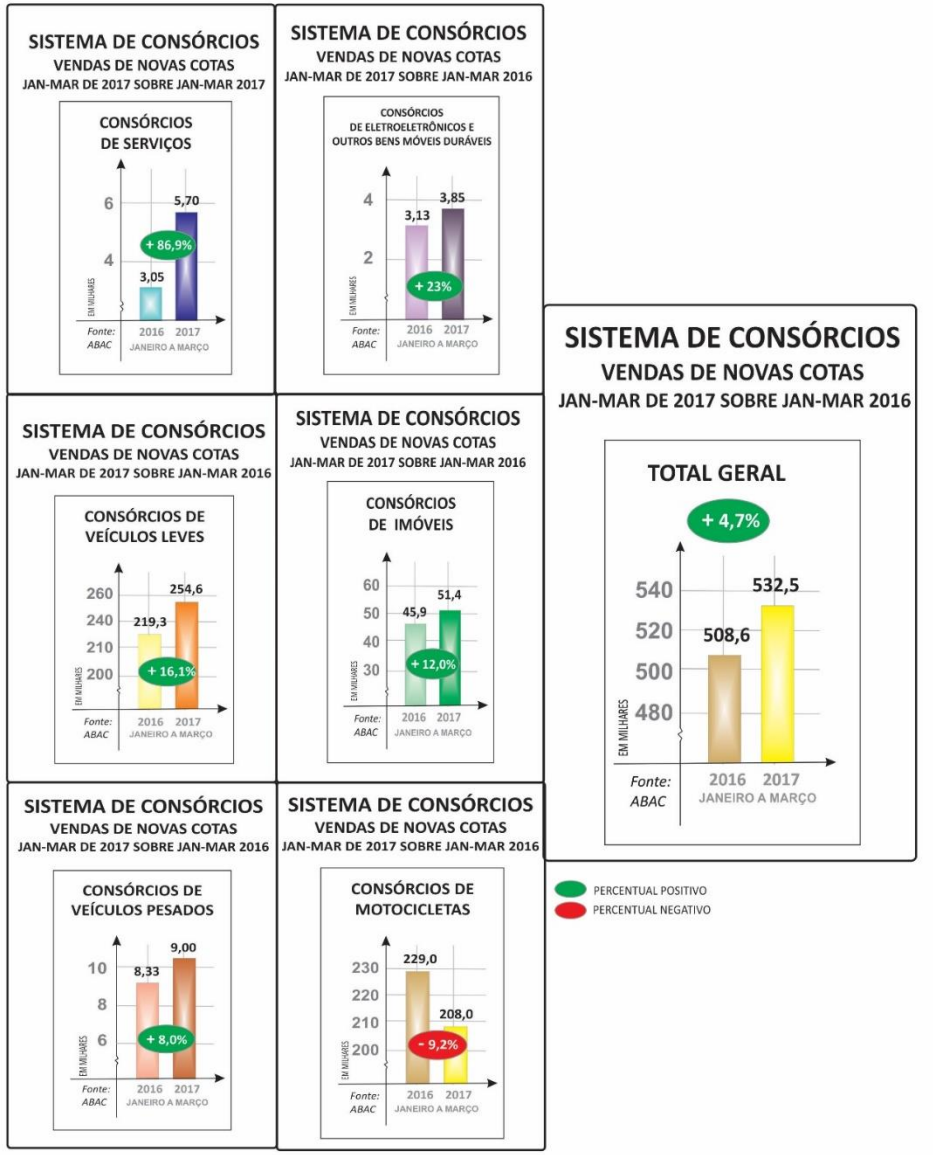 SISTEMA DE CONSÓRCIOS
VENDAS DE NOVAS COTAS
JAN-MAR DE 2017 SOBRE JAN-MAR 2017
CONSÓRCIOS
DE SERVIÇOS
6
5,70
+ 86,9%
4
3,05
EM MILHARES
Fonte:
ABAC
2016 2017
JANEIRO A MARÇO
SISTEMA DE CONSÓRCIOS
VENDAS DE NOVAS COTAS
JAN-MAR DE 2017 SOBRE JAN-MAR 2016
CONSÓRCIOS
DE ELETROELETRÔNICOS E
OUTROS BENS MÓVEIS DURÁVEIS
4
3,85
3,13
2
+ 23%
EM MILHARES
Fonte:
ABAC
2016 2017
JANEIRO A MARÇO
SISTEMA DE CONSÓRCIOS
VENDAS DE NOVAS COTAS
JAN-MAR DE 2017 SOBRE JAN-MAR 2016
CONSÓRCIOS DE
VEÍCULOS LEVES
260
254,6
240
219,3
210
200
+ 16,1%
EM MILHARES
Fonte:
ABAC
2016 2017
JANEIRO A MARÇO
SISTEMA DE CONSÓRCIOS
VENDAS DE NOVAS COTAS
JAN-MAR DE 2017 SOBRE JAN-MAR 2016
CONSÓRCIOS
DE IMÓVEIS
60
51,4
50
45,9
40
30
+ 12,0%
EM MILHARES
Fonte:
ABAC
2016 2017
JANEIRO A MARÇO
SISTEMA DE CONSÓRCIOS
VENDAS DE NOVAS COTAS
JAN-MAR DE 2017 SOBRE JAN-MAR 2016
TOTAL GERAL
+ 4,7%
540
532,5
520
508,6
500
480
EM MILHARES
Fonte:
ABAC
2016 2017
JANEIRO A MARÇO
SISTEMA DE CONSÓRCIOS
VENDAS DE NOVAS COTAS
JAN-MAR DE 2017 SOBRE JAN-MAR 2016
CONSÓRCIOS DE
VEÍCULOS PESADOS
10
9,00
8,33
8
6
+ 8,0%
EM MILHARES
Fonte:
ABAC
2016 2017
JANEIRO A MARÇO
SISTEMA DE CONSÓRCIOS
VENDAS DE NOVAS COTAS
JAN-MAR DE 2017 SOBRE JAN-MAR 2016
CONSÓRCIOS DE
MOTOCICLETAS
230
229,0
220
210
208,0
200
- 9,2%
EM MILHARES
Fonte:
ABAC
2016 2017
JANEIRO A MARÇO
PERCENTUAL POSITIVO
PERCENTUAL NEGATIVO